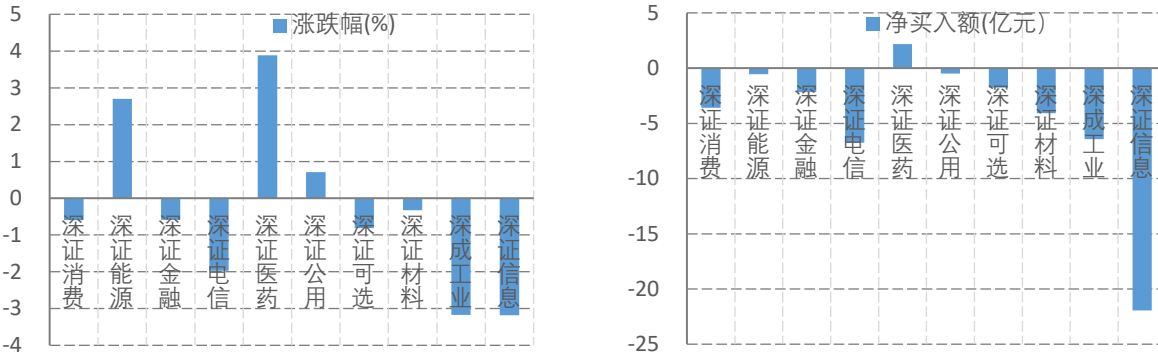 涨跌幅(%)
5
4
3
2
1
0
-1
-2
-3
-4
深证消费
深证能源
深证金融
深证电信
深证医药
深证公用
深证可选
深证材料
深成工业
深证信息
净买入额(亿元）
5
0
-5
-10
-15
-20
-25
深证消费
深证能源
深证金融
深证电信
深证医药
深证公用
深证可选
深证材料
深成工业
深证信息